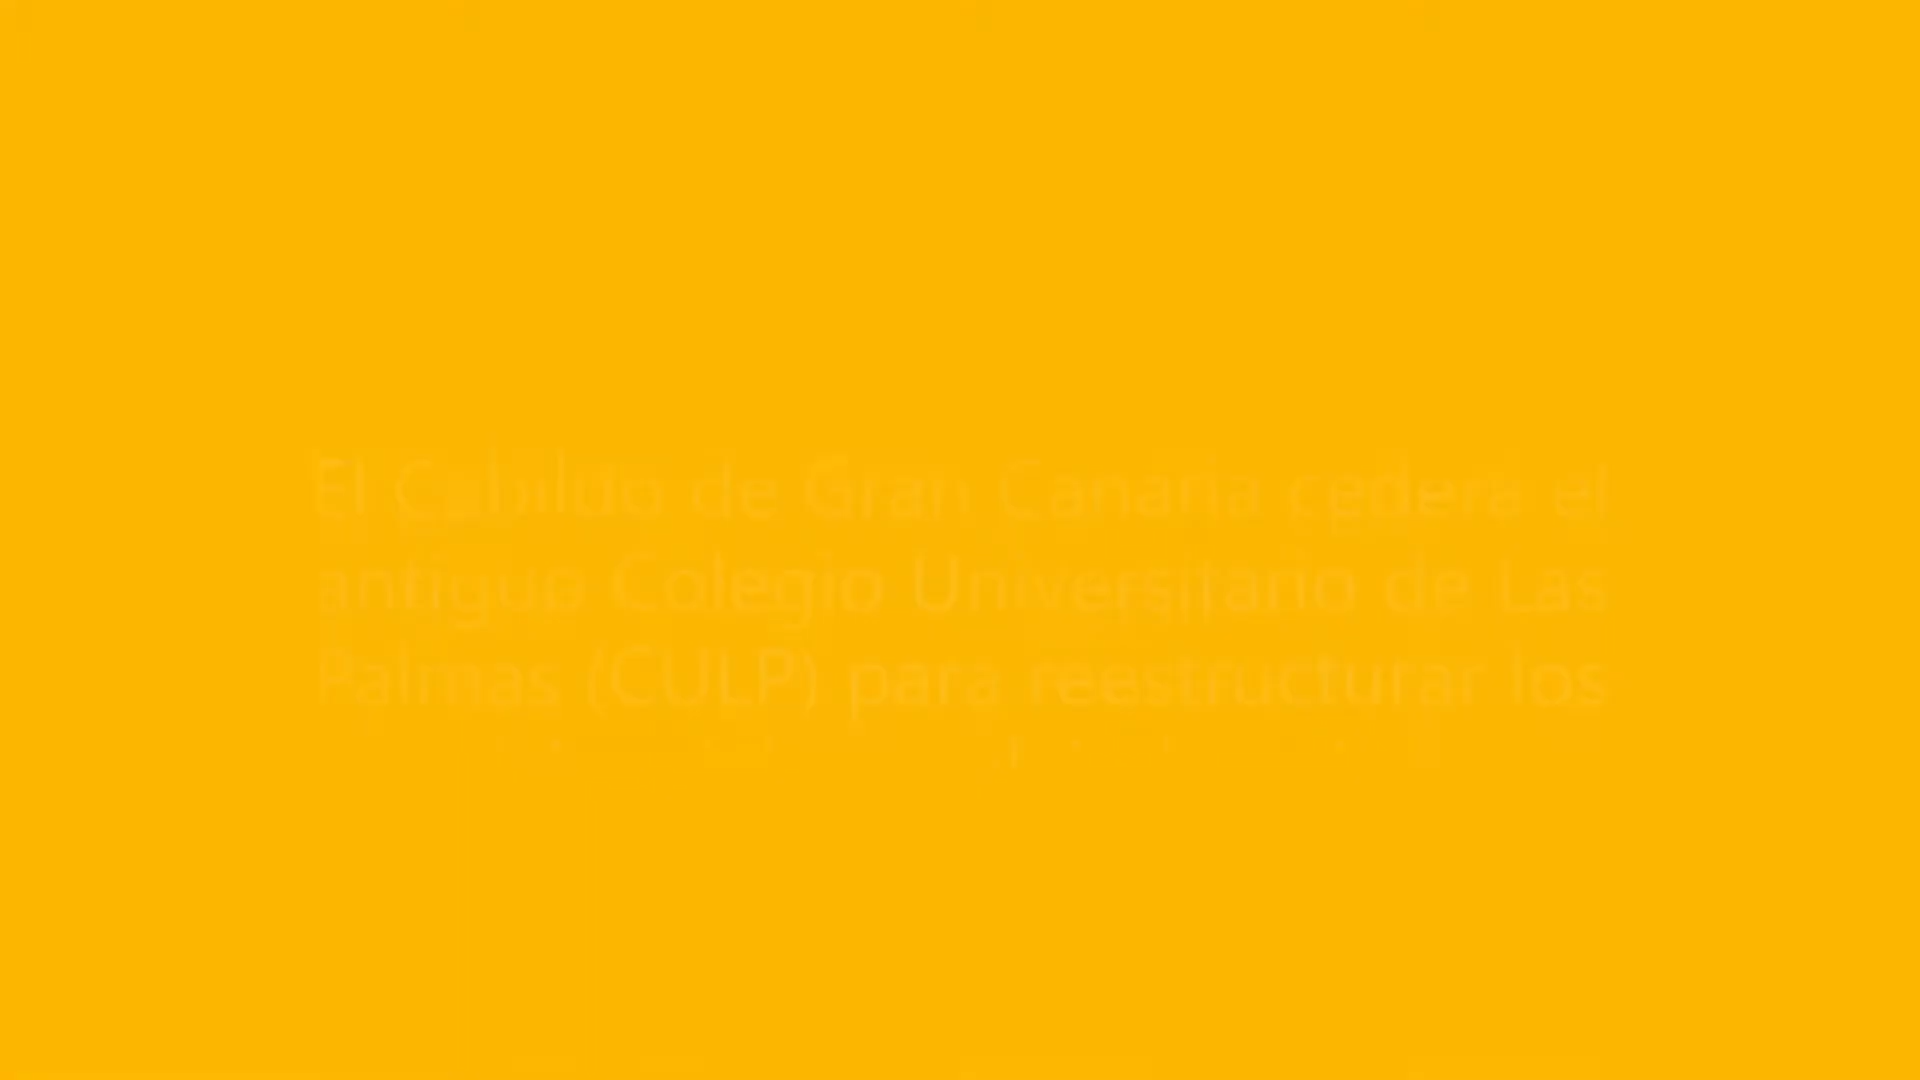 El Cabildo de Gran Canaria cederá el
antiguo Colegio Universitario de Las
Palmas (CULP) para reestructurar los